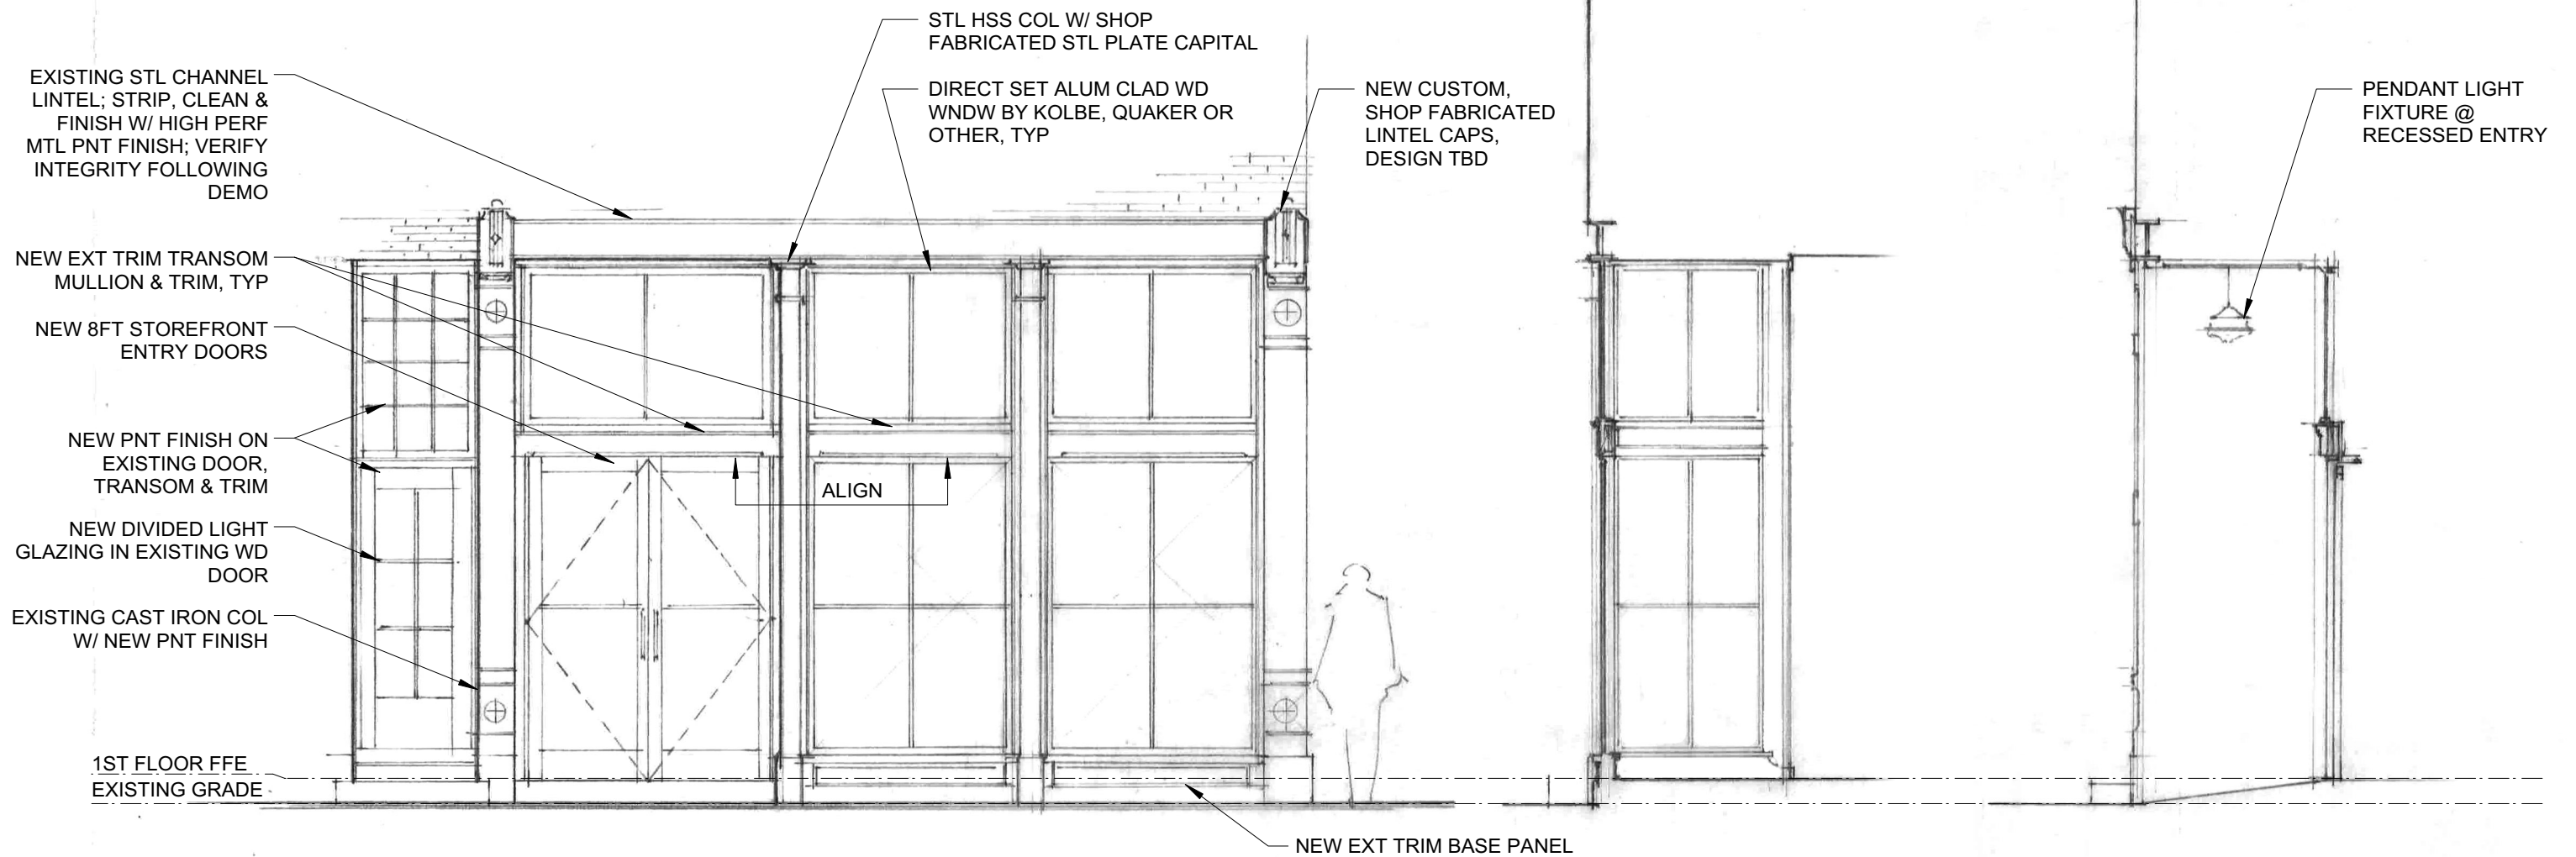 STL HSS COL W/ SHOP
FABRICATED STL PLATE CAPITAL
EXISTING STL CHANNEL
LINTEL; STRIP, CLEAN &
FINISH W/ HIGH PERF
MTL PNT FINISH; VERIFY
INTEGRITY FOLLOWING
DEMO
DIRECT SET ALUM CLAD WD
WNDW BY KOLBE, QUAKER OR
OTHER, TYP
NEW CUSTOM,
SHOP FABRICATED
LINTEL CAPS,
DESIGN TBD
PENDANT LIGHT
FIXTURE @
RECESSED ENTRY
NEW EXT TRIM TRANSOM
MULLION & TRIM, TYP
NEW 8FT STOREFRONT
ENTRY DOORS
NEW PNT FINISH ON
EXISTING DOOR,
TRANSOM & TRIM
ALIGN
NEW DIVIDED LIGHT
GLAZING IN EXISTING WD
DOOR
EXISTING CAST IRON COL
W/ NEW PNT FINISH
1ST FLOOR FFE
EXISTING GRADE
NEW EXT TRIM BASE PANEL